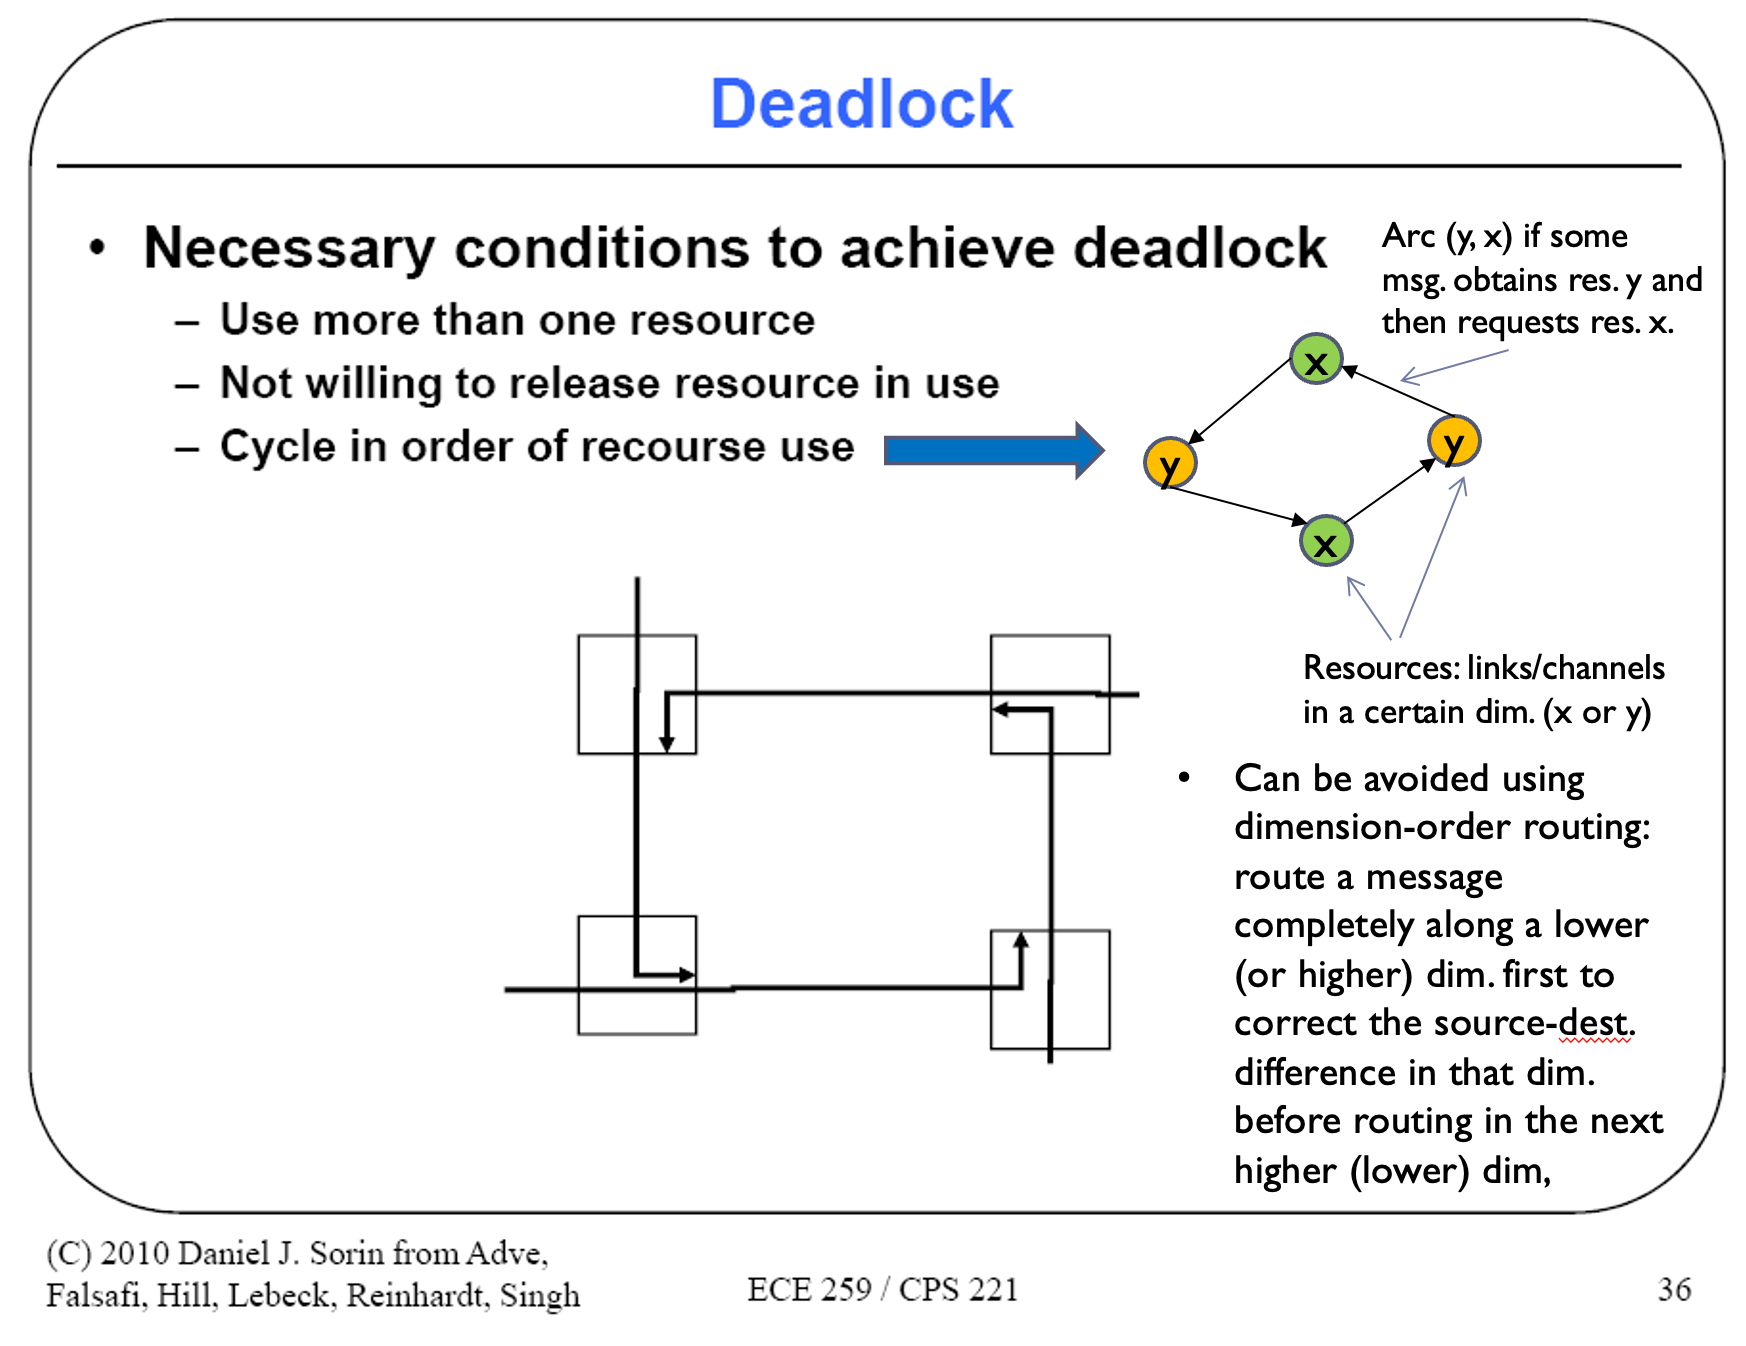 Deadlock
• Necessary conditions to achieve deadlock
– Use more than one resource
– Not willing to release resource in use
– Cycle in order of recourse use
Arc (y, x) if some
msg. obtains res. y and
then requests res. x.
x
y
y
x
Resources: links/channels
in a certain dim. (x or y)
• Can be avoided using
dimension-order routing:
route a message
completely along a lower
(or higher) dim. first to
correct the source-dest.
difference in that dim.
before routing in the next
higher (lower) dim,
(C) 2010 Daniel J. Sorin from Adve,
Falsafi, Hill, Lebeck, Reinhardt, Singh
ECE 259 / CPS 221
36